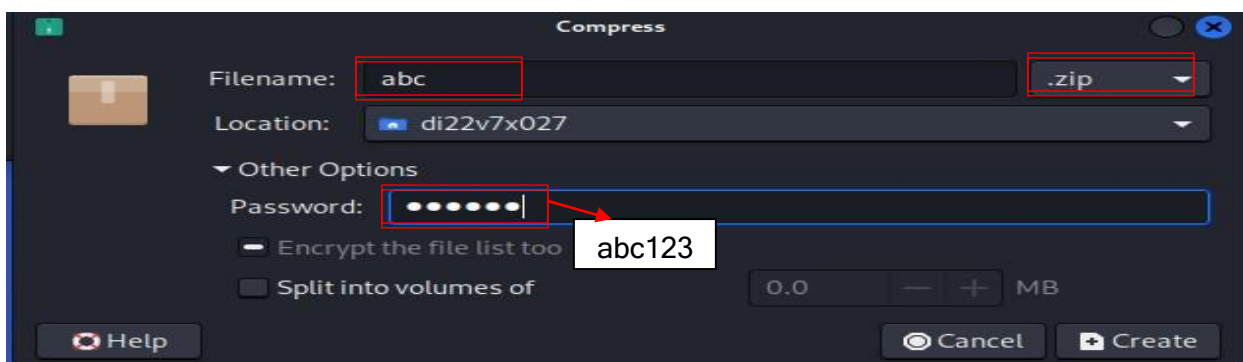 Compress
Filename: abc .zip
Location: di22v7x027
Other Options
Password: ●●●●●●
abc123
Encrypt the file list too
Split into volumes of 0.0 — + MB
Help Cancel Create